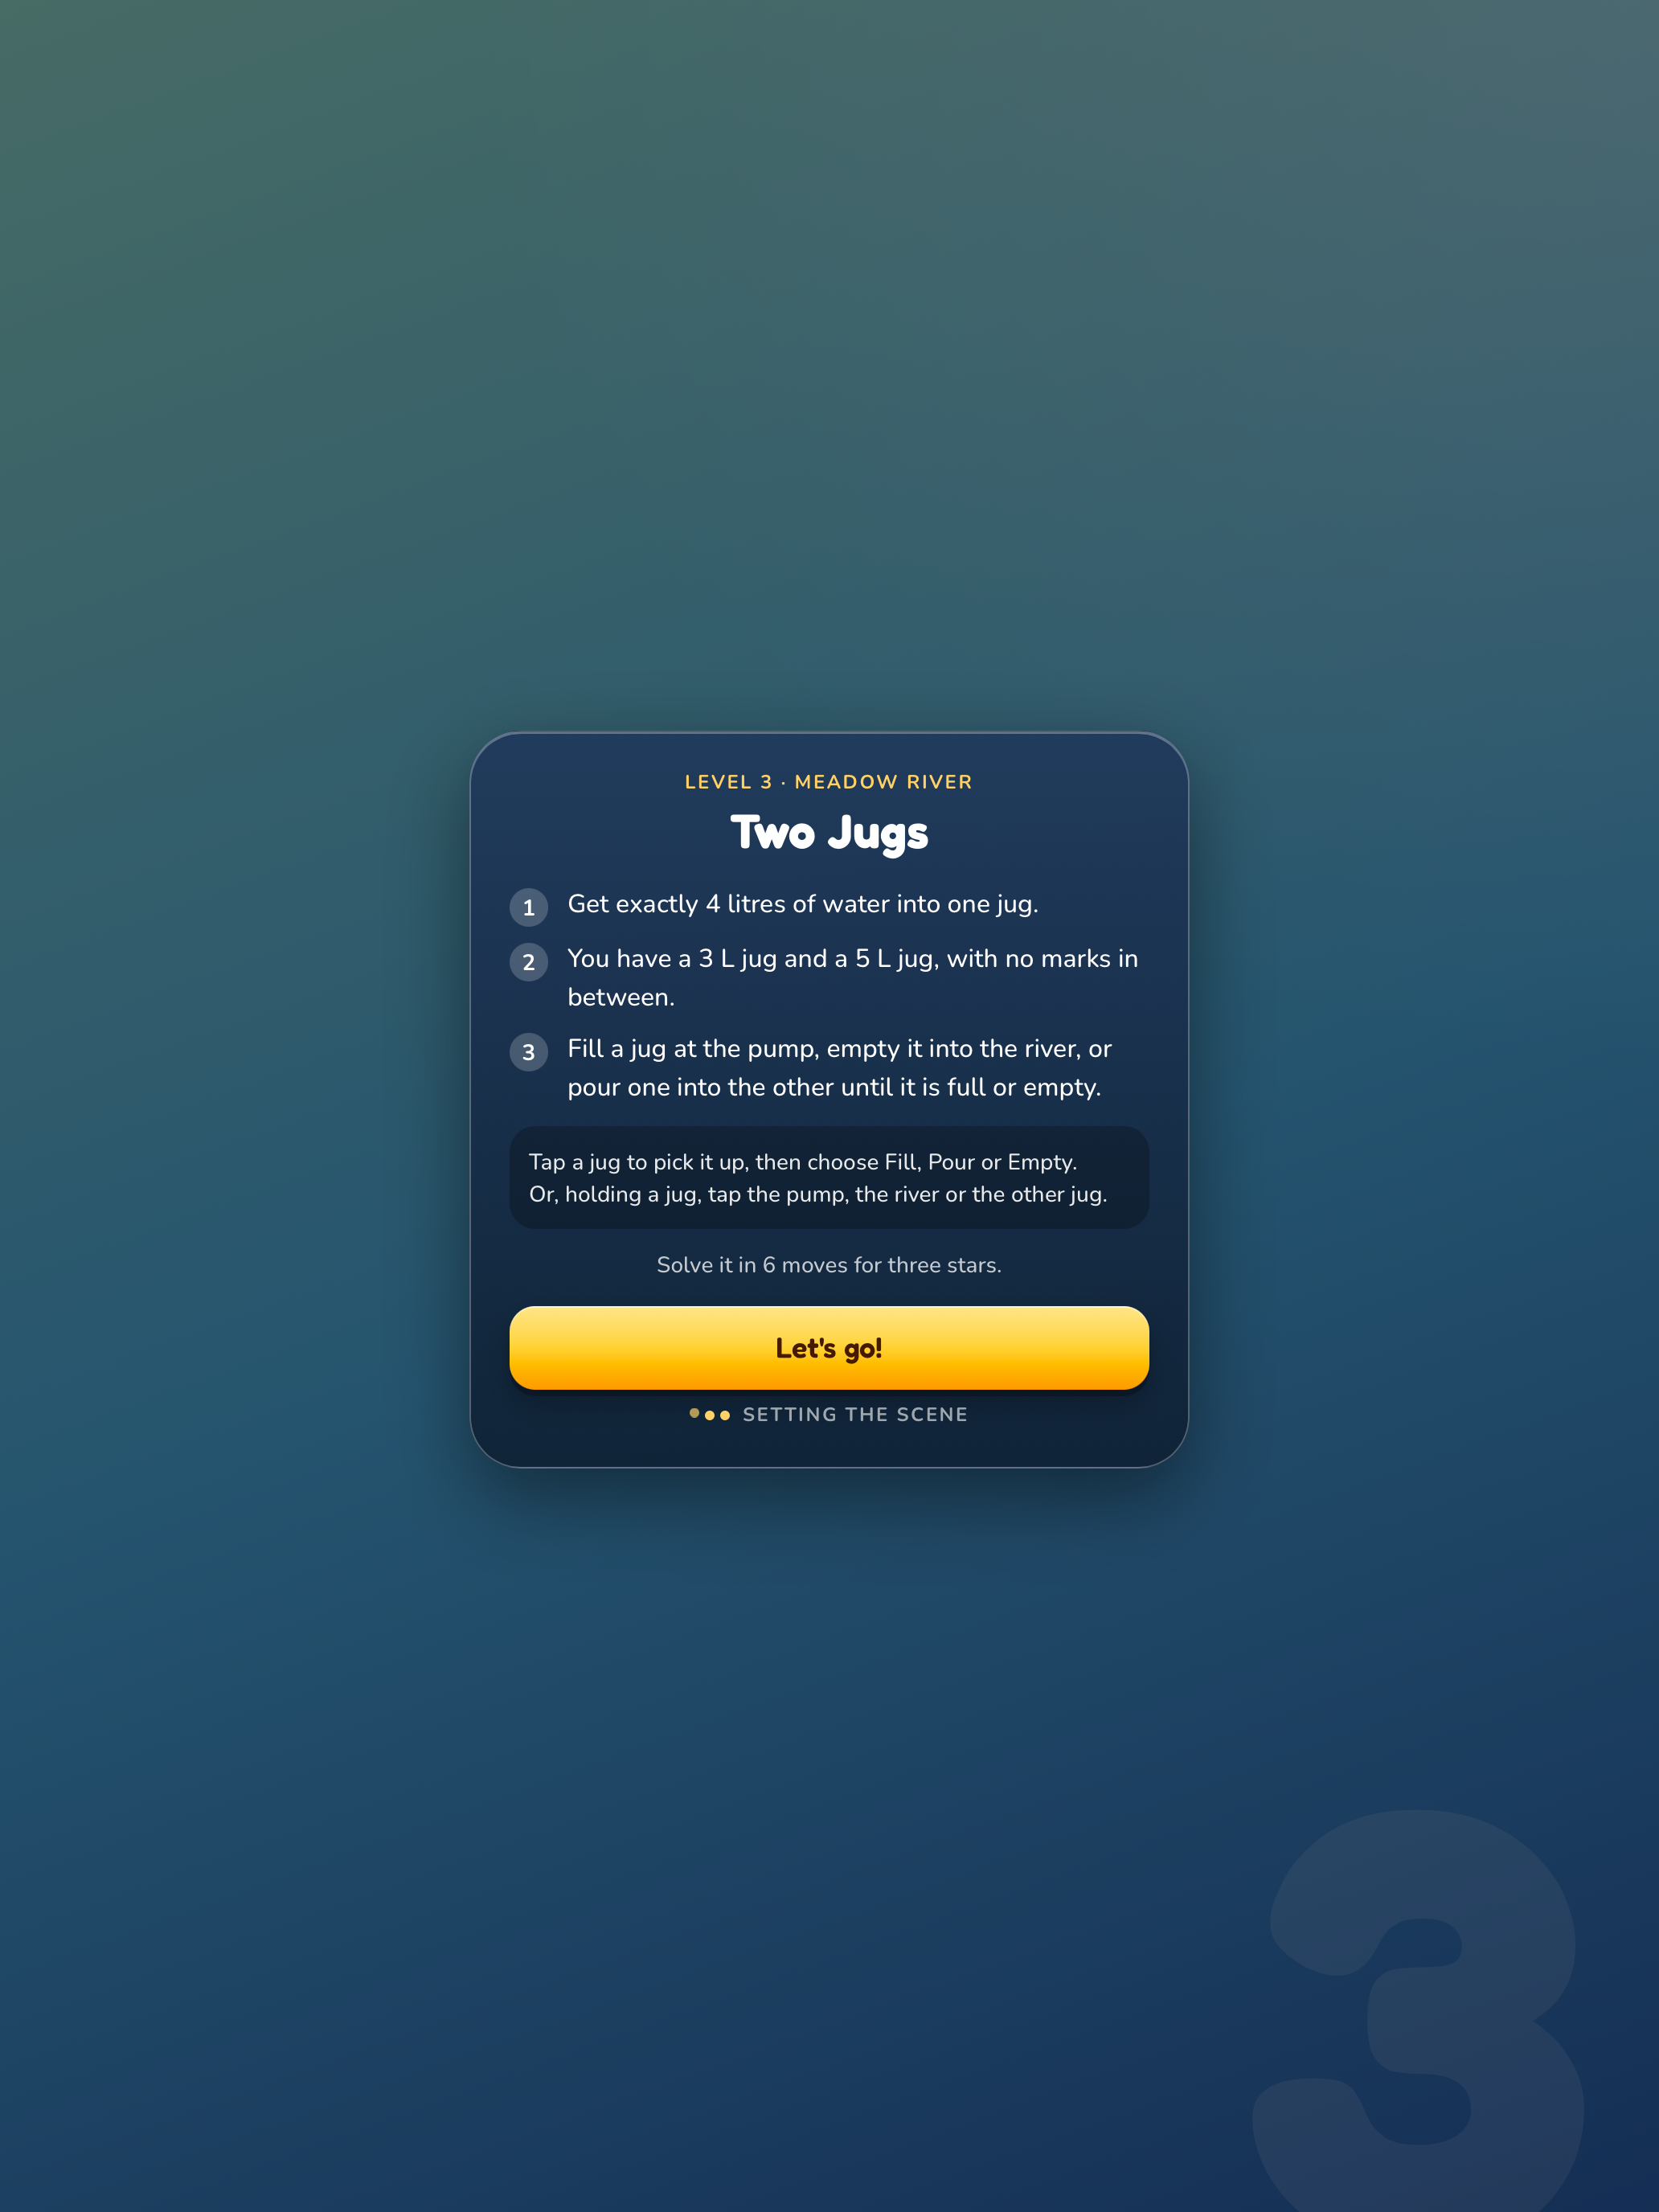 LEVEL 3 · MEADOW RIVER
Two Jugs
1 Get exactly 4 litres of water into one jug.
2 You have a 3 L jug and a 5 L jug, with no marks in
between.
3 Fill a jug at the pump, empty it into the river, or
pour one into the other until it is full or empty.
Tap a jug to pick it up, then choose Fill, Pour or Empty.
Or, holding a jug, tap the pump, the river or the other jug.
Solve it in 6 moves for three stars.
Let's go!
SETTING THE SCENE
3